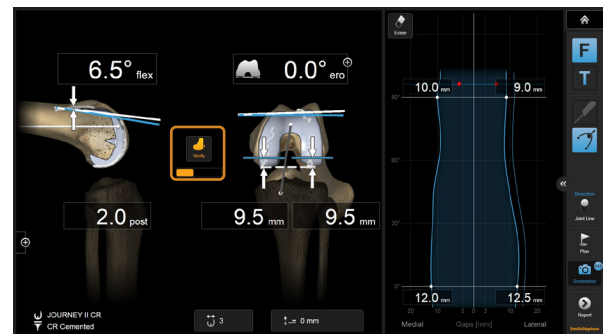 Erase
6.5° flex
0.0° ero
F
T
10.0 mm
9.0 mm
90°
Verify
60°
2.0 post
9.5 mm
9.5 mm
30°
Resection
Joint Line
Plan
Screenshot
0°
12.0 mm
12.5 mm
20
10
5
0
5
10
20
Medial
Gaps [mm]
Lateral
JOURNEY II CR
CR Cemented
3
0 mm
Report
Smith+Nephew